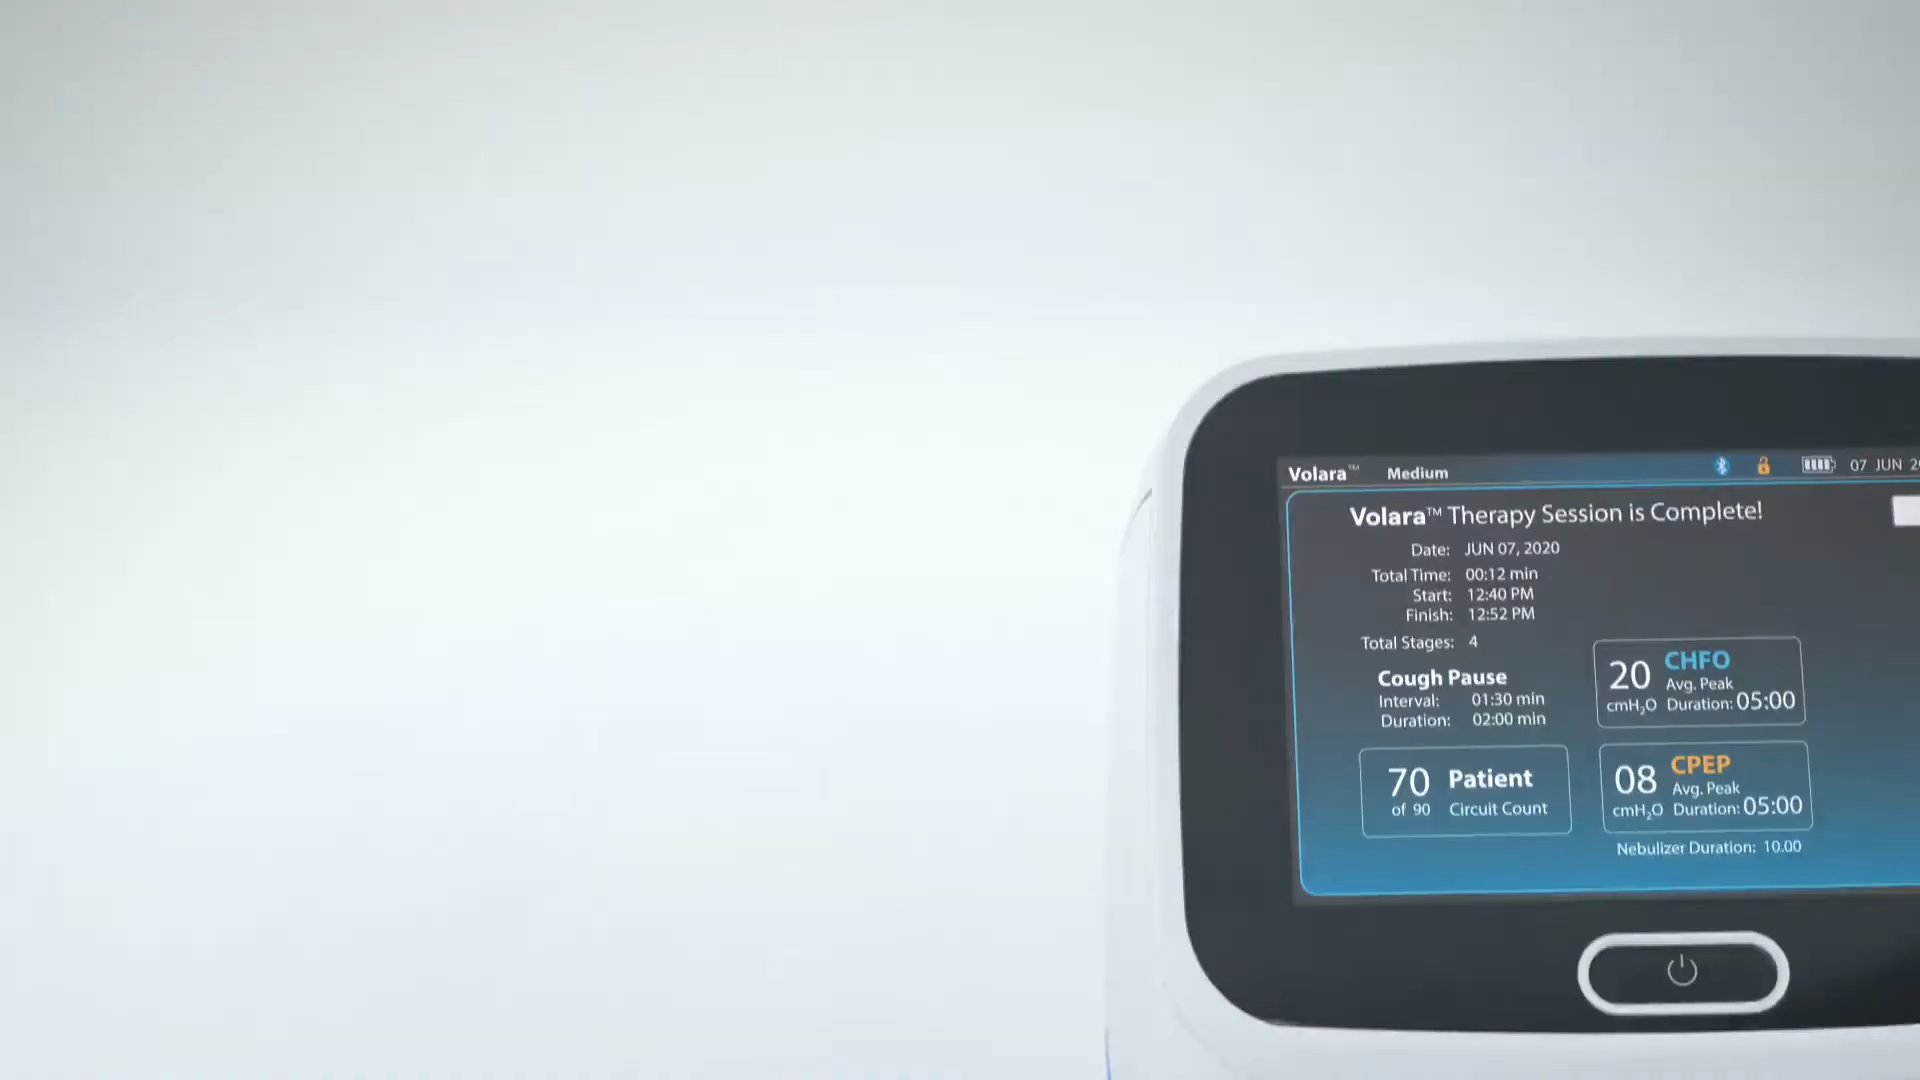 Volara™ Medium 07 JUN
Volara™ Therapy Session is Complete!
Date: JUN 07, 2020
Total Time: 00:12 min
Start: 12:40 PM
Finish: 12:52 PM
Total Stages: 4
Cough Pause
Interval: 01:30 min
Duration: 02:00 min
70 Patient
of 90 Circuit Count
20 CHFO
Avg. Peak
cmH₂O Duration: 05:00
08 CPEP
Avg. Peak
cmH₂O Duration: 05:00
Nebulizer Duration: 10.00